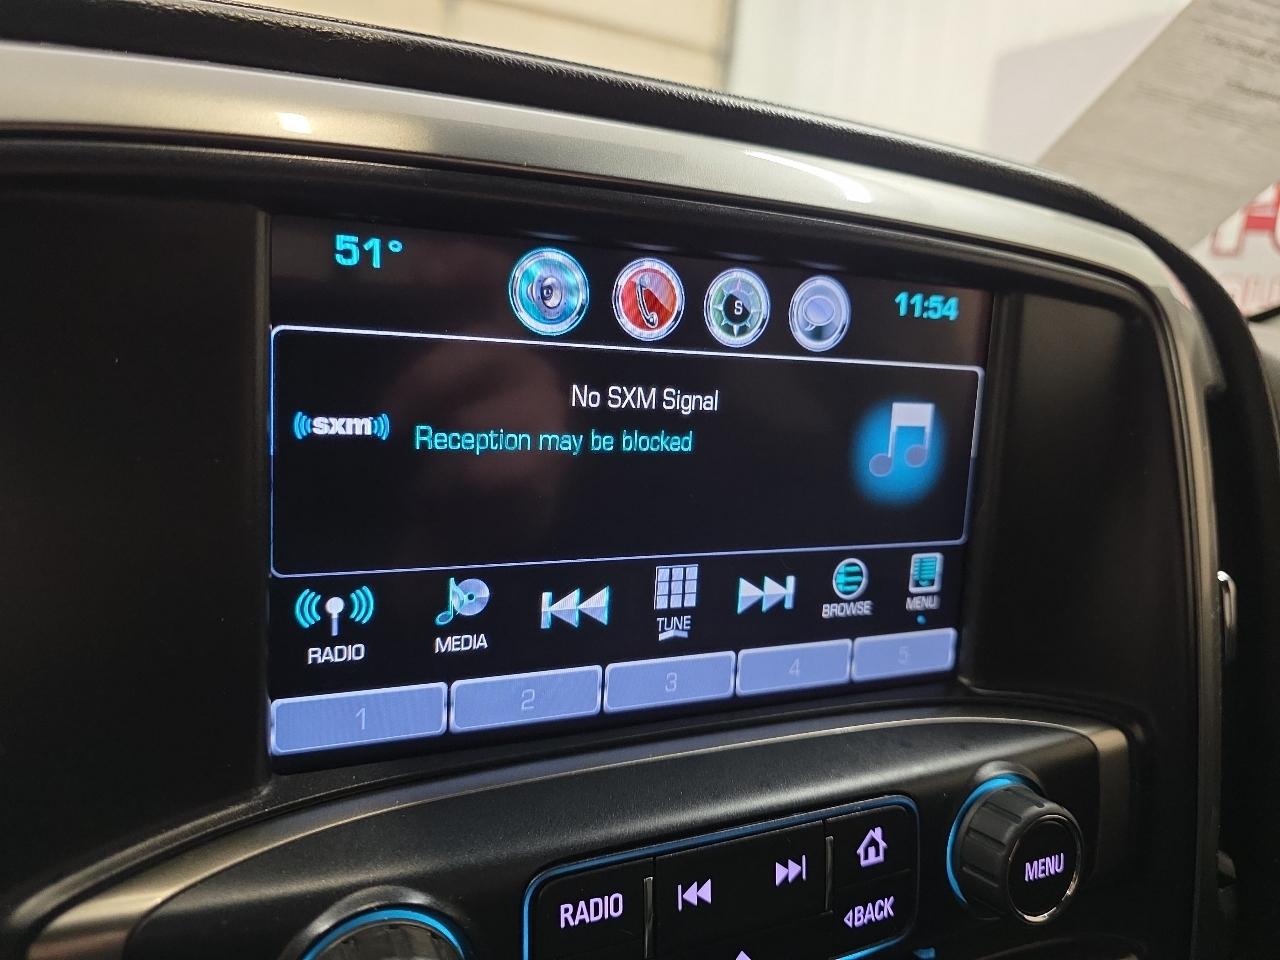 51°
S
11:54
No SXM Signal
((sxm))
Reception may be blocked
RADIO
MEDIA
TUNE
BROWSE
MENU
1
2
3
4
5
RADIO
MENU
◁BACK